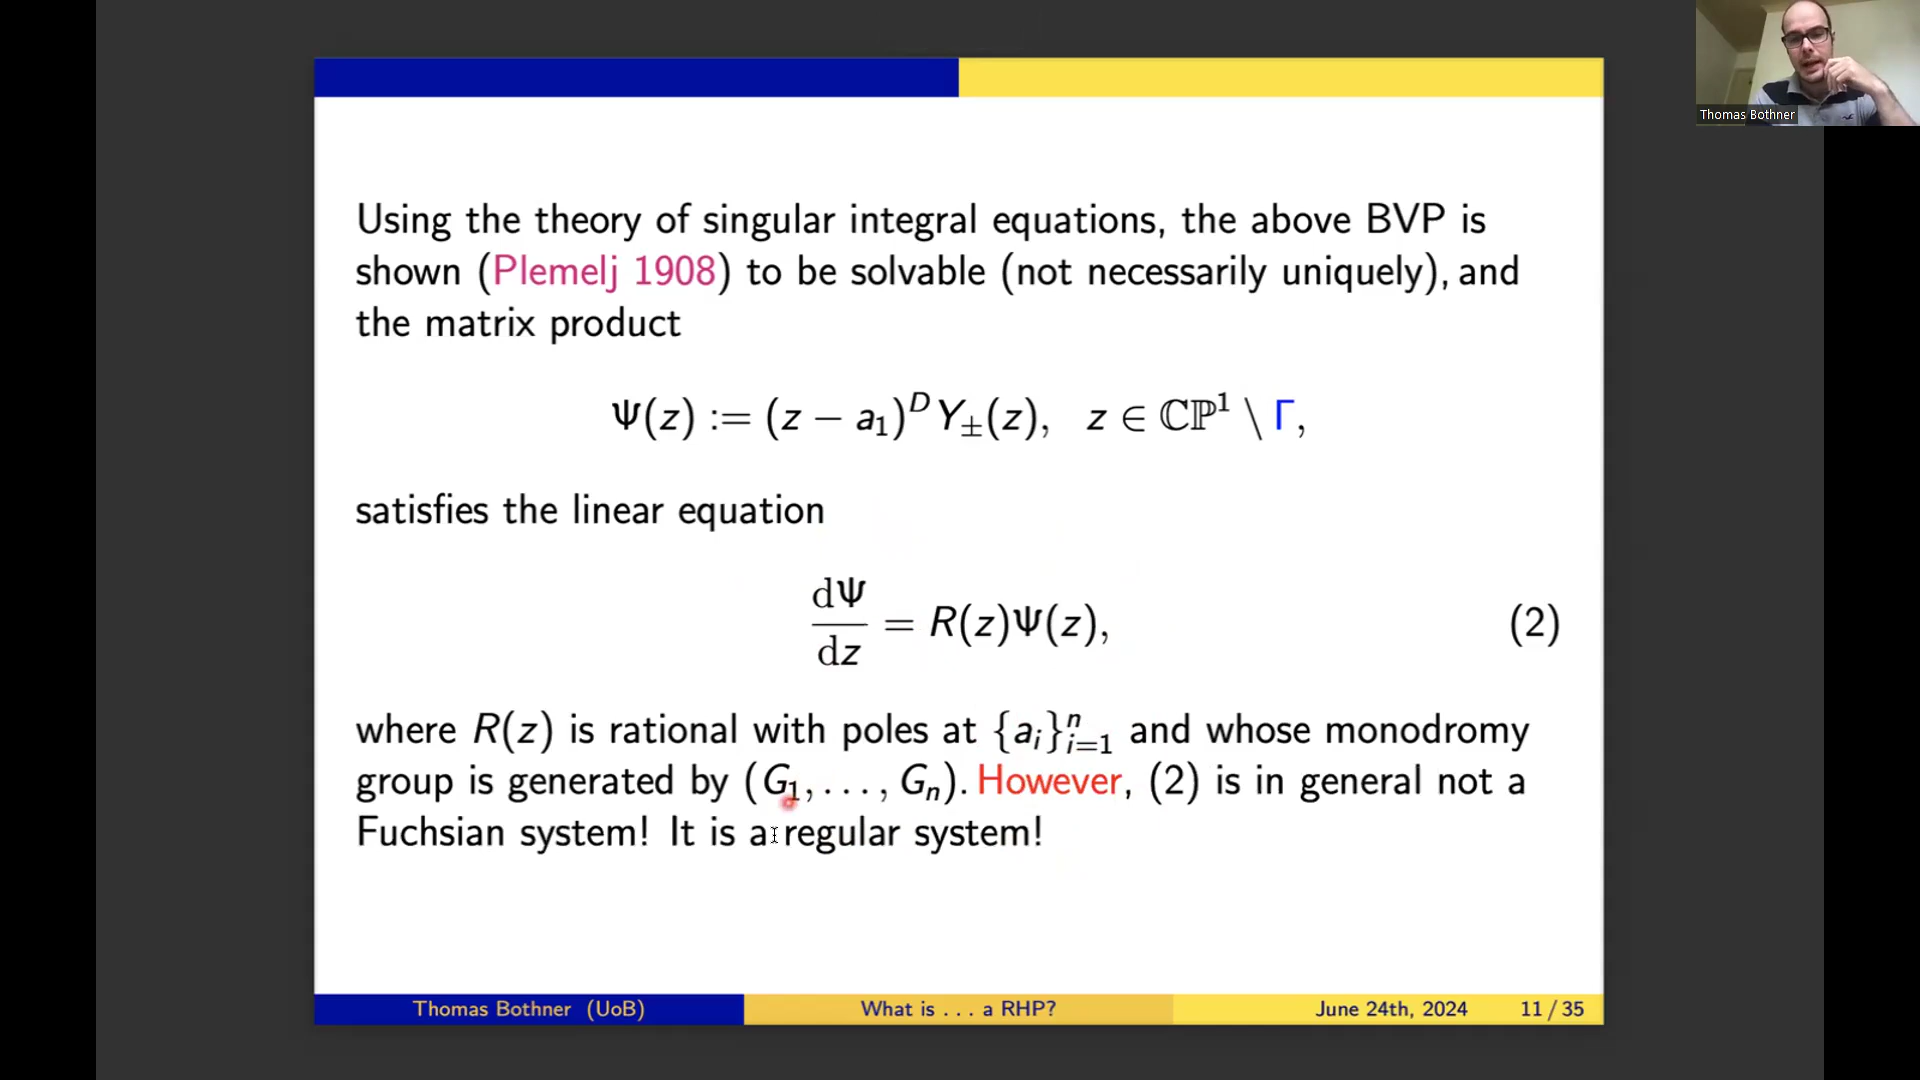 Thomas Bothner
Using the theory of singular integral equations, the above BVP is
shown (Plemelj 1908) to be solvable (not necessarily uniquely), and
the matrix product
Ψ(z) := (z − a₁)ᴰ Y±(z), z ∈ ℂℙ¹ \ Γ,
satisfies the linear equation
dΨ/dz = R(z)Ψ(z), (2)
where R(z) is rational with poles at {aᵢ}ⁿᵢ₌₁ and whose monodromy
group is generated by (G₁, . . . , Gₙ). However, (2) is in general not a
Fuchsian system! It is a regular system!
Thomas Bothner (UoB) What is . . . a RHP? June 24th, 2024 11 / 35